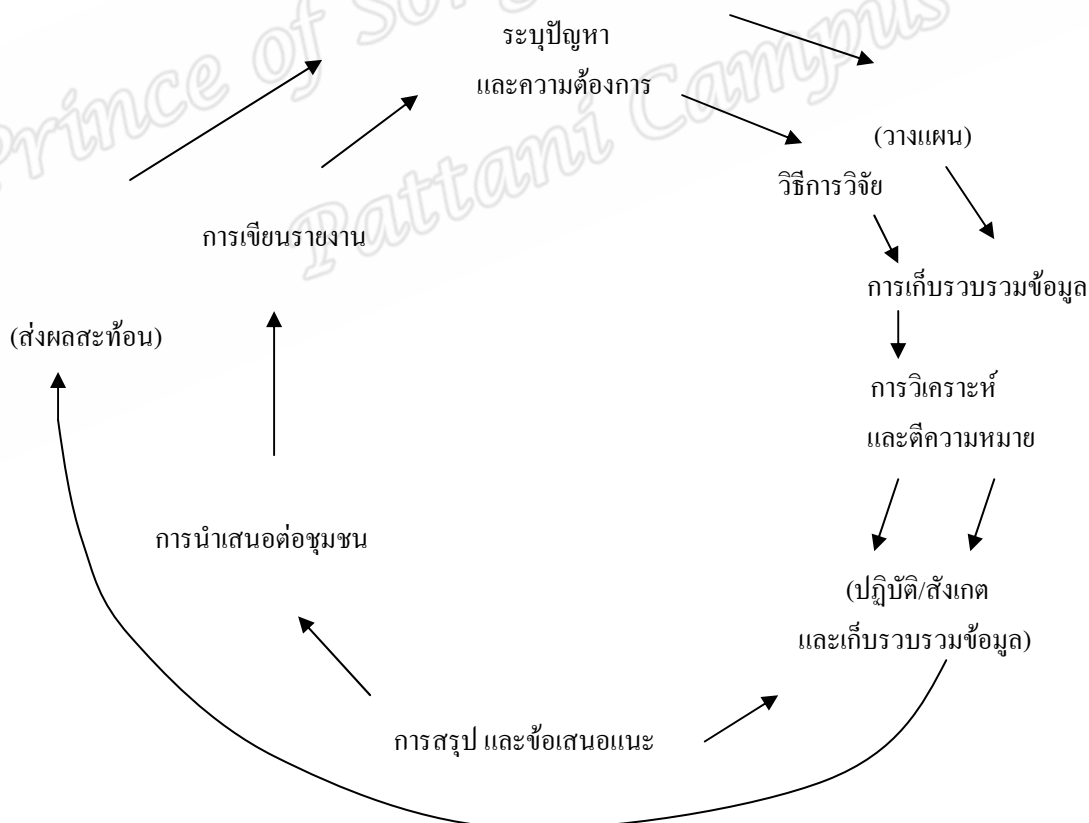 Prince of Song
Pattani Campus
ระบุปัญหา
และความต้องการ
(วางแผน)
วิธีการวิจัย
การเก็บรวบรวมข้อมูล
การวิเคราะห์
และตีความหมาย
(ปฏิบัติ/สังเกต
และเก็บรวบรวมข้อมูล)
การสรุป และข้อเสนอแนะ
การนำเสนอต่อชุมชน
การเขียนรายงาน
(ส่งผลสะท้อน)